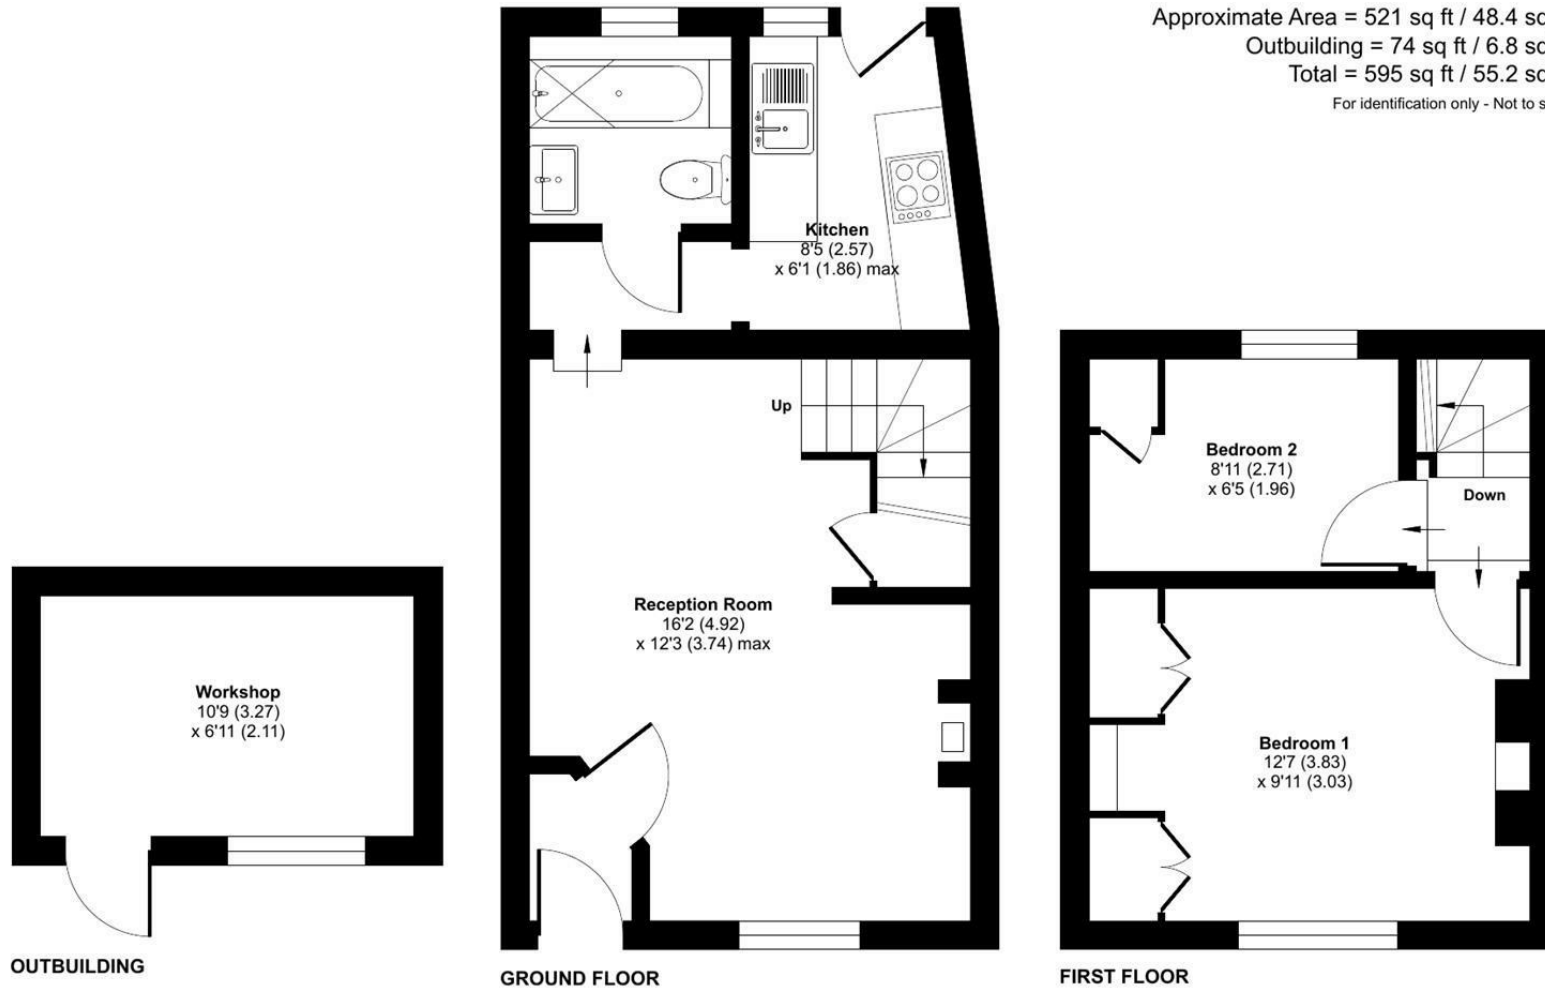 Approximate Area = 521 sq ft / 48.4 sq
Outbuilding = 74 sq ft / 6.8 sq
Total = 595 sq ft / 55.2 sq
For identification only - Not to s
Kitchen
8'5 (2.57)
x 6'1 (1.86) max
Up
Bedroom 2
8'11 (2.71)
x 6'5 (1.96)
Down
Reception Room
16'2 (4.92)
x 12'3 (3.74) max
Workshop
10'9 (3.27)
x 6'11 (2.11)
Bedroom 1
12'7 (3.83)
x 9'11 (3.03)
OUTBUILDING
GROUND FLOOR
FIRST FLOOR